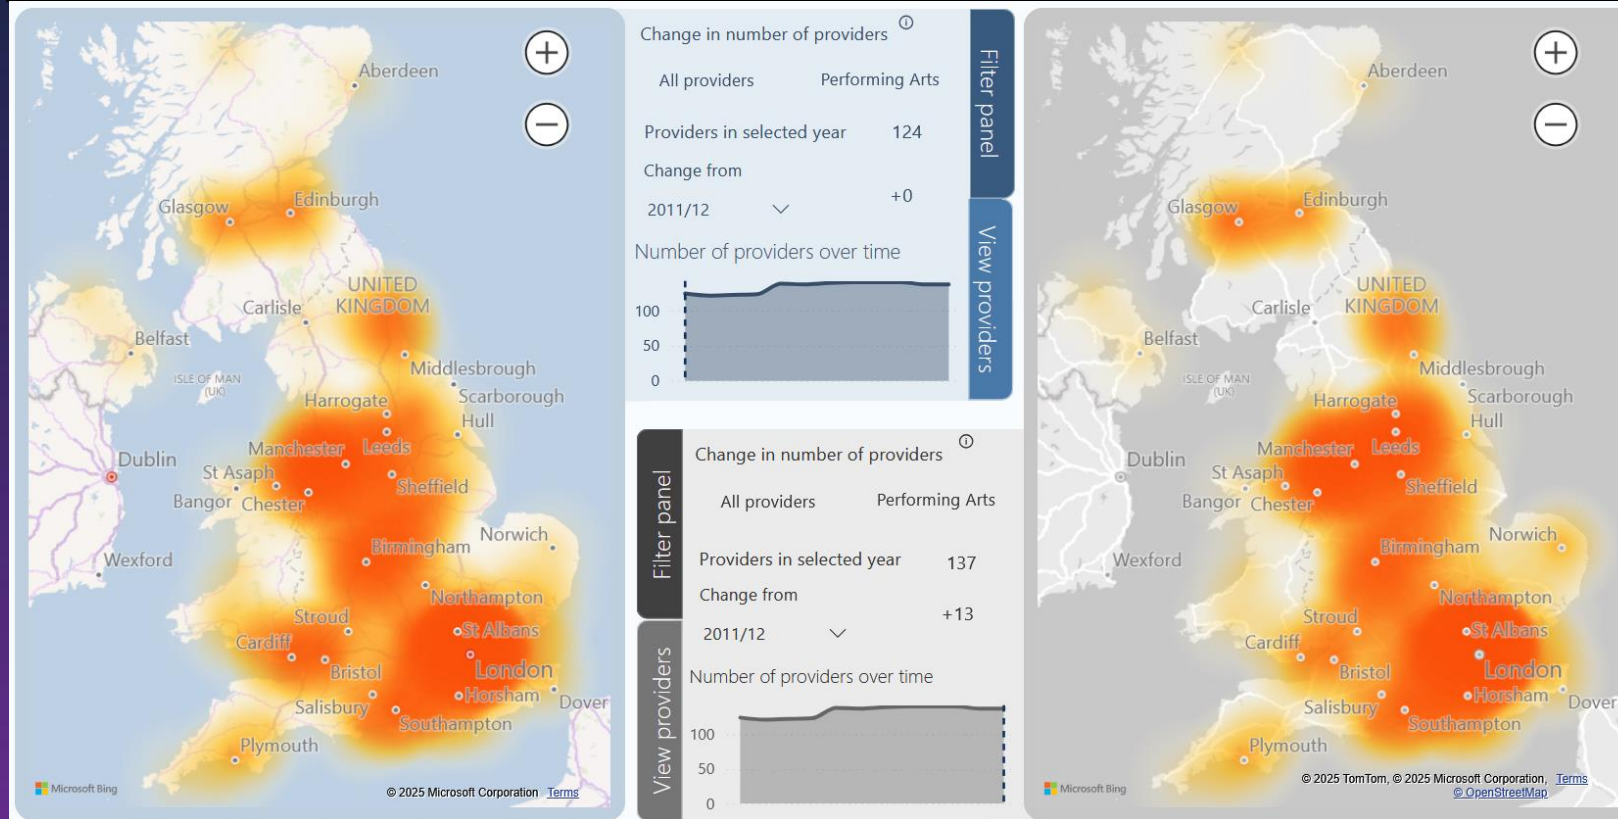 Aberdeen
Glasgow
Edinburgh
UNITED
KINGDOM
Carlisle
Belfast
ISLE OF MAN
(UK)
Middlesbrough
Scarborough
Harrogate
Hull
Manchester
Leeds
Dublin
St Asaph
Sheffield
Bangor
Chester
Norwich
Birmingham
Wexford
Northampton
Stroud
St Albans
Cardiff
London
Bristol
Horsham
Dover
Salisbury
Southampton
Plymouth
Microsoft Bing
© 2025 Microsoft Corporation Terms
Change in number of providers
All providers
Performing Arts
Providers in selected year 124
Change from
+0
2011/12
Number of providers over time
100
50
0
Filter panel
View providers
Filter panel
View providers
Change in number of providers
All providers
Performing Arts
Providers in selected year 137
Change from
+13
2011/12
Number of providers over time
100
50
0
Aberdeen
Glasgow
Edinburgh
UNITED
KINGDOM
Carlisle
Belfast
ISLE OF MAN
(UK)
Middlesbrough
Scarborough
Harrogate
Hull
Manchester
Leeds
Dublin
St Asaph
Sheffield
Bangor
Chester
Norwich
Birmingham
Wexford
Northampton
Stroud
St Albans
Cardiff
London
Bristol
Horsham
Dover
Salisbury
Southampton
Plymouth
Microsoft Bing
© 2025 TomTom, © 2025 Microsoft Corporation, Terms
© OpenStreetMap